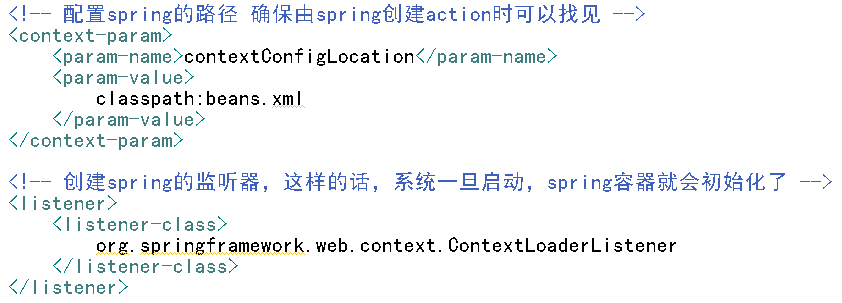 <!-- 配置spring的路径 确保由spring创建action时可以找见 -->
<context-param>
<param-name>contextConfigLocation</param-name>
<param-value>
classpath:beans.xml
</param-value>
</context-param>
<!-- 创建spring的监听器，这样的话，系统一旦启动，spring容器就会初始化了 -->
<listener>
<listener-class>
org.springframework.web.context.ContextLoaderListener
</listener-class>
</listener>